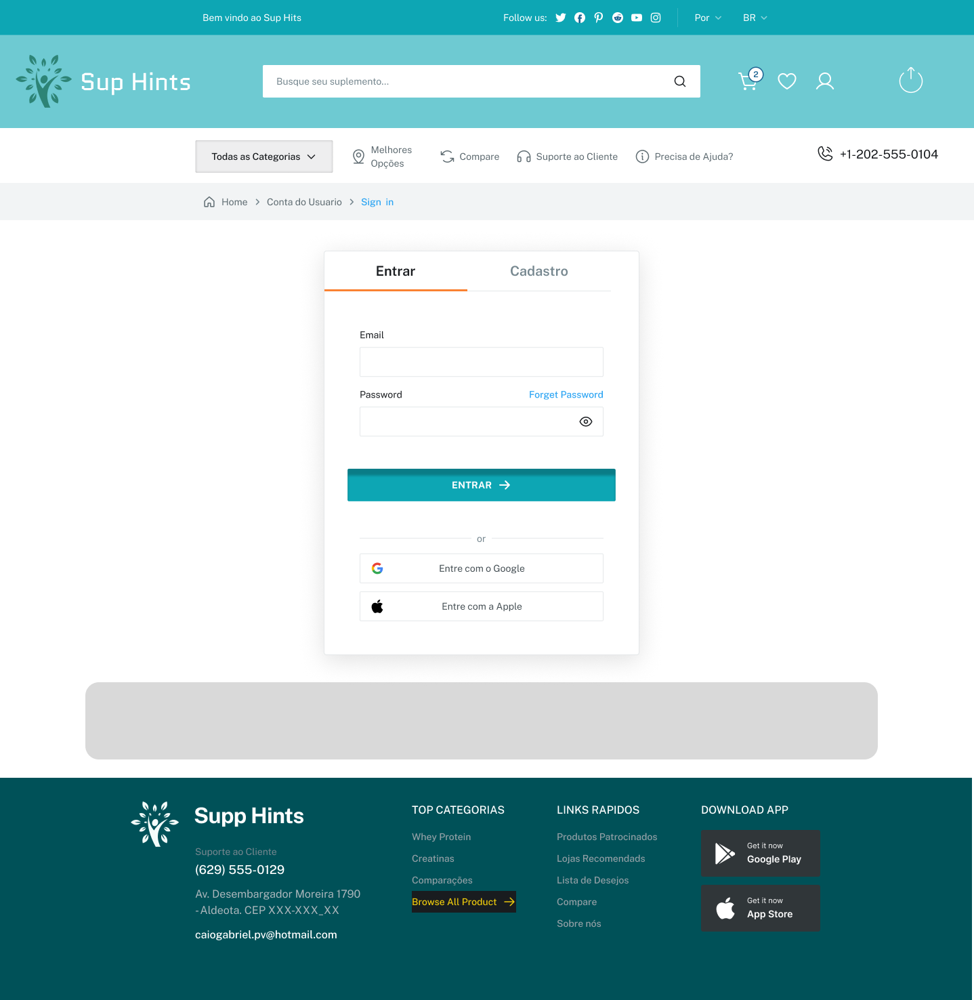 Bem vindo ao Sup Hits
Follow us:
Por
BR
Sup Hints
Busque seu suplemento...
2
Todas as Categorias
Melhores
Opções
Compare
Suporte ao Cliente
Precisa de Ajuda?
+1-202-555-0104
Home
Conta do Usuario
Sign in
Entrar
Cadastro
Email
Password
Forget Password
ENTRAR
or
Entre com o Google
Entre com a Apple
Supp Hints
Suporte ao Cliente
(629) 555-0129
Av. Desembargador Moreira 1790
- Aldeota. CEP XXX-XXX_XX
caiogabriel.pv@hotmail.com
TOP CATEGORIAS
Whey Protein
Creatinas
Comparações
Browse All Product
LINKS RAPIDOS
Produtos Patrocinados
Lojas Recomendads
Lista de Desejos
Compare
Sobre nós
DOWNLOAD APP
Get it now
Google Play
Get it now
App Store